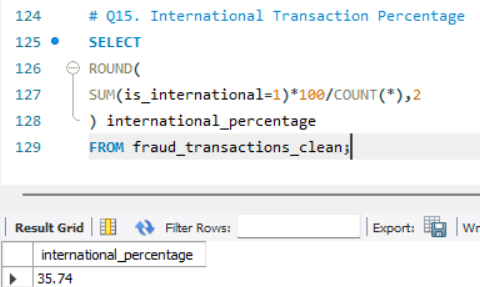 124 # Q15. International Transaction Percentage
125 SELECT
126 ROUND(
127 SUM(is_international=1)*100/COUNT(*),2
128 ) international_percentage
129 FROM fraud_transactions_clean;
Result Grid Filter Rows: Export: Wr
international_percentage
35.74